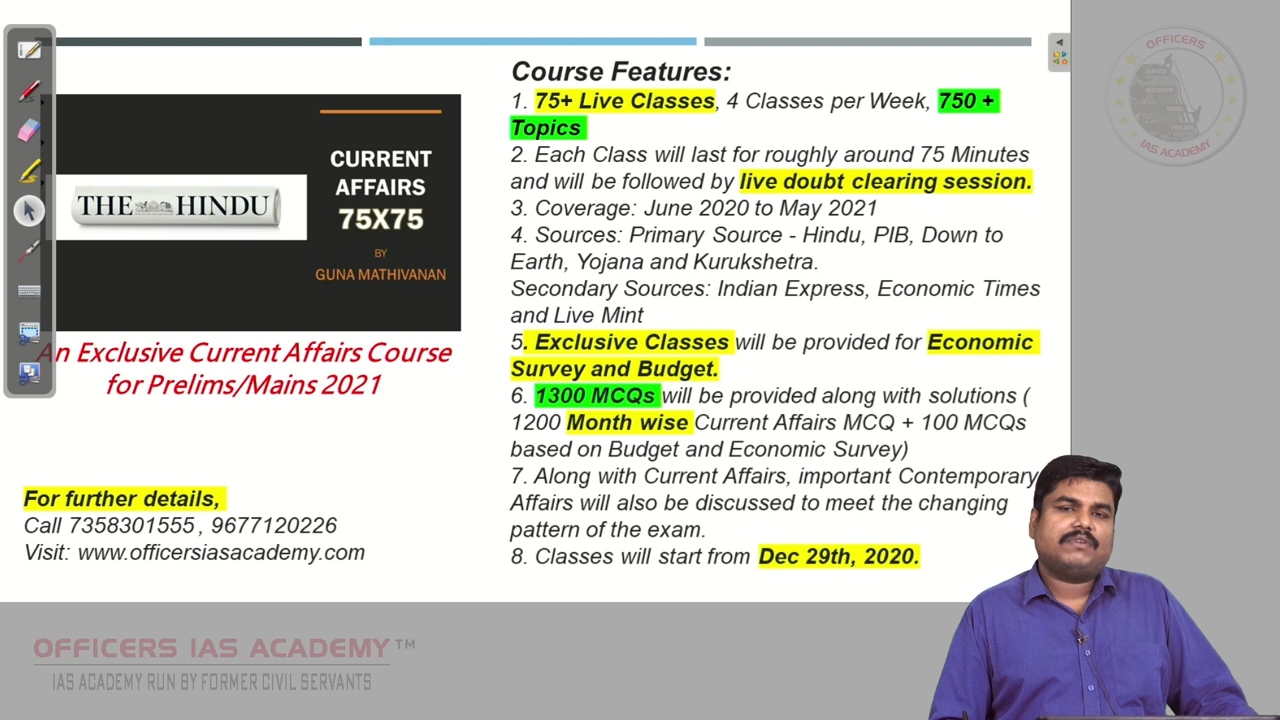 THE HINDU
CURRENT
AFFAIRS
75X75
BY
GUNA MATHIVANAN
An Exclusive Current Affairs Course
for Prelims/Mains 2021
For further details,
Call 7358301555 , 9677120226
Visit: www.officersiasacademy.com
Course Features:
1. 75+ Live Classes, 4 Classes per Week, 750 +
Topics
2. Each Class will last for roughly around 75 Minutes
and will be followed by live doubt clearing session.
3. Coverage: June 2020 to May 2021
4. Sources: Primary Source - Hindu, PIB, Down to
Earth, Yojana and Kurukshetra.
Secondary Sources: Indian Express, Economic Times
and Live Mint
5. Exclusive Classes will be provided for Economic
Survey and Budget.
6. 1300 MCQs will be provided along with solutions (
1200 Month wise Current Affairs MCQ + 100 MCQs
based on Budget and Economic Survey)
7. Along with Current Affairs, important Contemporary
Affairs will also be discussed to meet the changing
pattern of the exam.
8. Classes will start from Dec 29th, 2020.
OFFICERS
IAS ACADEMY
OFFICERS IAS ACADEMY™
IAS ACADEMY RUN BY FORMER CIVIL SERVANTS